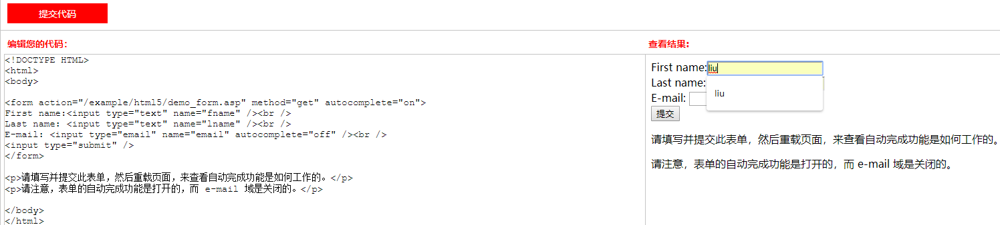 提交代码
编辑您的代码：
查看结果:
<!DOCTYPE HTML>
<html>
<body>
<form action="/example/html5/demo_form.asp" method="get" autocomplete="on">
First name:<input type="text" name="fname" /><br />
Last name: <input type="text" name="lname" /><br />
E-mail: <input type="email" name="email" autocomplete="off" /><br />
<input type="submit" />
</form>
<p>请填写并提交此表单，然后重载页面，来查看自动完成功能是如何工作的。</p>
<p>请注意，表单的自动完成功能是打开的，而 e-mail 域是关闭的。</p>
</body>
</html>
First name:liu
Last name:
liu
E-mail:
提交
请填写并提交此表单，然后重载页面，来查看自动完成功能是如何工作的。
请注意，表单的自动完成功能是打开的，而 e-mail 域是关闭的。